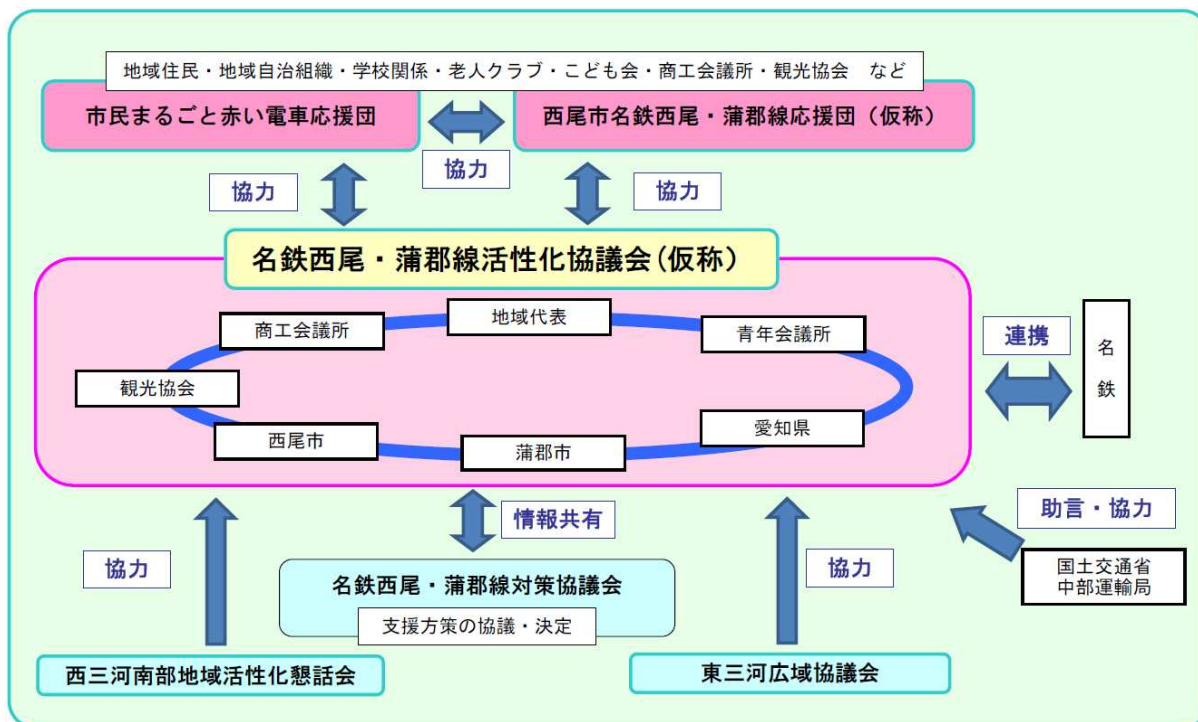 地域住民・地域自治組織・学校関係・老人クラブ・こども会・商工会議所・観光協会 など
市民まるごと赤い電車応援団
西尾市名鉄西尾・蒲郡線応援団（仮称）
協力
協力
協力
名鉄西尾・蒲郡線活性化協議会(仮称）
商工会議所
地域代表
青年会議所
観光協会
西尾市
蒲郡市
愛知県
連携
名
鉄
協力
情報共有
協力
助言・協力
国土交通省
中部運輸局
名鉄西尾・蒲郡線対策協議会
支援方策の協議・決定
西三河南部地域活性化懇話会
東三河広域協議会